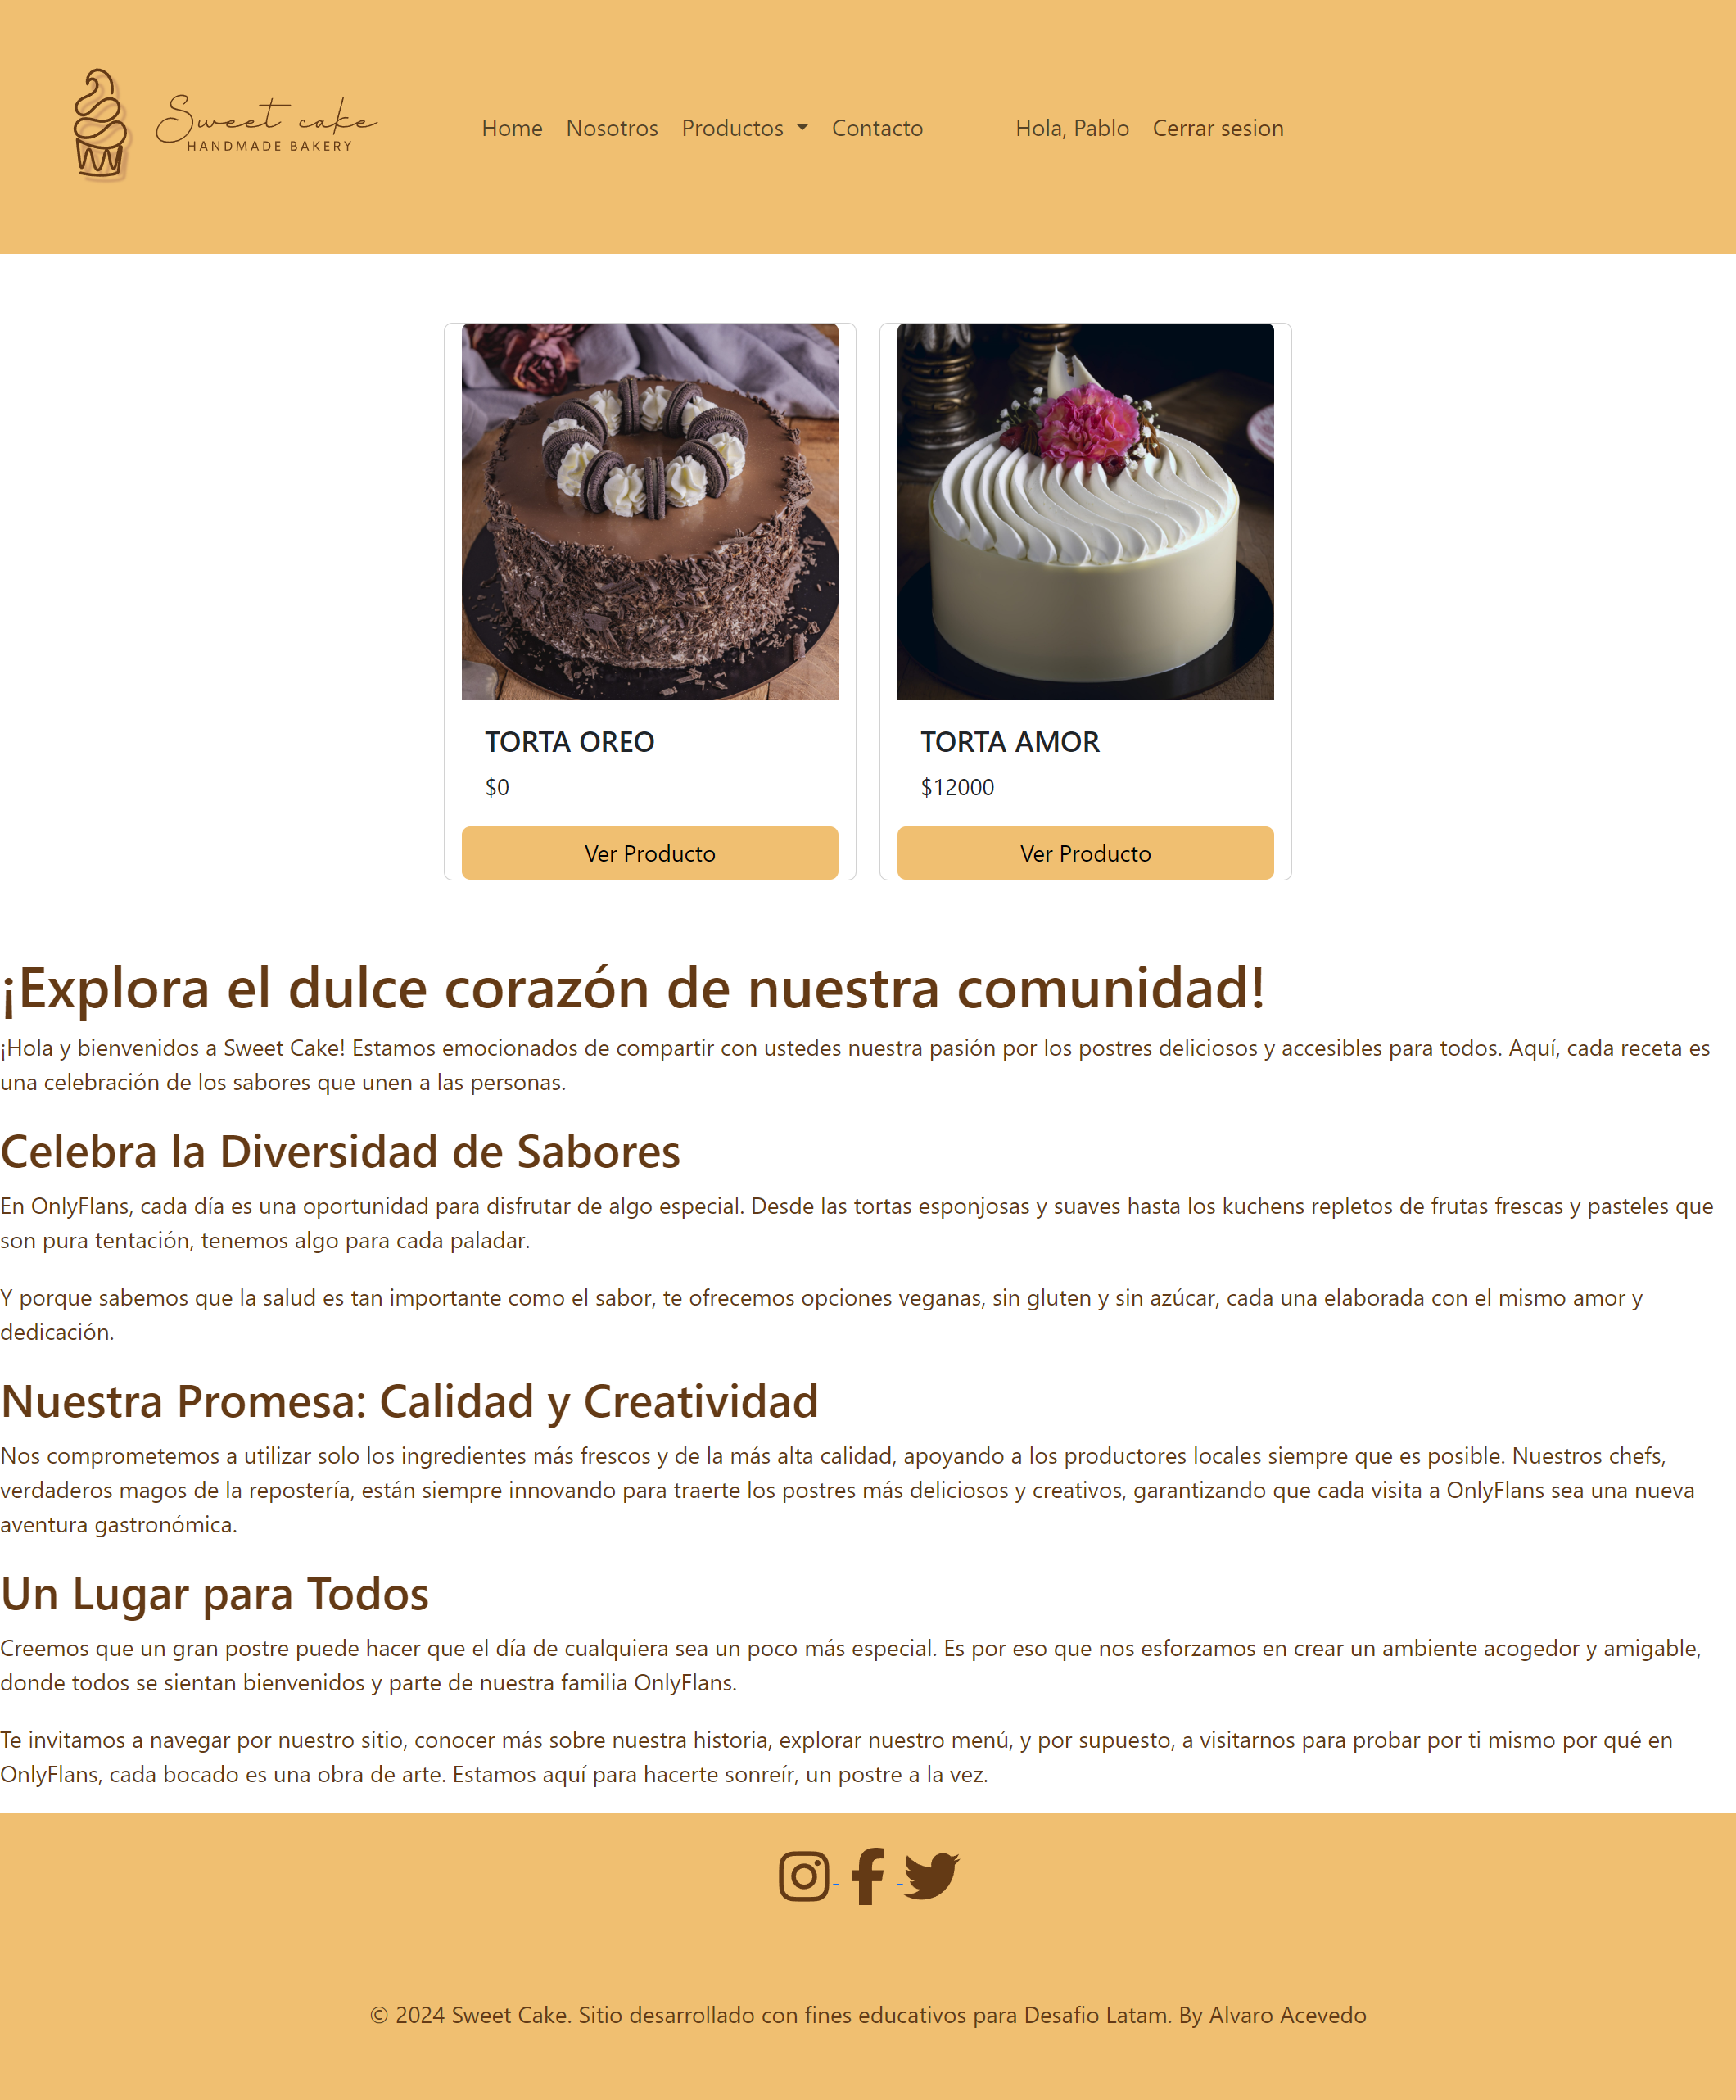 Sweet cake
HANDMADE BAKERY
Home Nosotros Productos Contacto Hola, Pablo Cerrar sesion
TORTA OREO
$0
Ver Producto
TORTA AMOR
$12000
Ver Producto
¡Explora el dulce corazón de nuestra comunidad!
¡Hola y bienvenidos a Sweet Cake! Estamos emocionados de compartir con ustedes nuestra pasión por los postres deliciosos y accesibles para todos. Aquí, cada receta es
una celebración de los sabores que unen a las personas.
Celebra la Diversidad de Sabores
En OnlyFlans, cada día es una oportunidad para disfrutar de algo especial. Desde las tortas esponjosas y suaves hasta los kuchens repletos de frutas frescas y pasteles que
son pura tentación, tenemos algo para cada paladar.
Y porque sabemos que la salud es tan importante como el sabor, te ofrecemos opciones veganas, sin gluten y sin azúcar, cada una elaborada con el mismo amor y
dedicación.
Nuestra Promesa: Calidad y Creatividad
Nos comprometemos a utilizar solo los ingredientes más frescos y de la más alta calidad, apoyando a los productores locales siempre que es posible. Nuestros chefs,
verdaderos magos de la repostería, están siempre innovando para traerte los postres más deliciosos y creativos, garantizando que cada visita a OnlyFlans sea una nueva
aventura gastronómica.
Un Lugar para Todos
Creemos que un gran postre puede hacer que el día de cualquiera sea un poco más especial. Es por eso que nos esforzamos en crear un ambiente acogedor y amigable,
donde todos se sientan bienvenidos y parte de nuestra familia OnlyFlans.
Te invitamos a navegar por nuestro sitio, conocer más sobre nuestra historia, explorar nuestro menú, y por supuesto, a visitarnos para probar por ti mismo por qué en
OnlyFlans, cada bocado es una obra de arte. Estamos aquí para hacerte sonreír, un postre a la vez.
© 2024 Sweet Cake. Sitio desarrollado con fines educativos para Desafio Latam. By Alvaro Acevedo